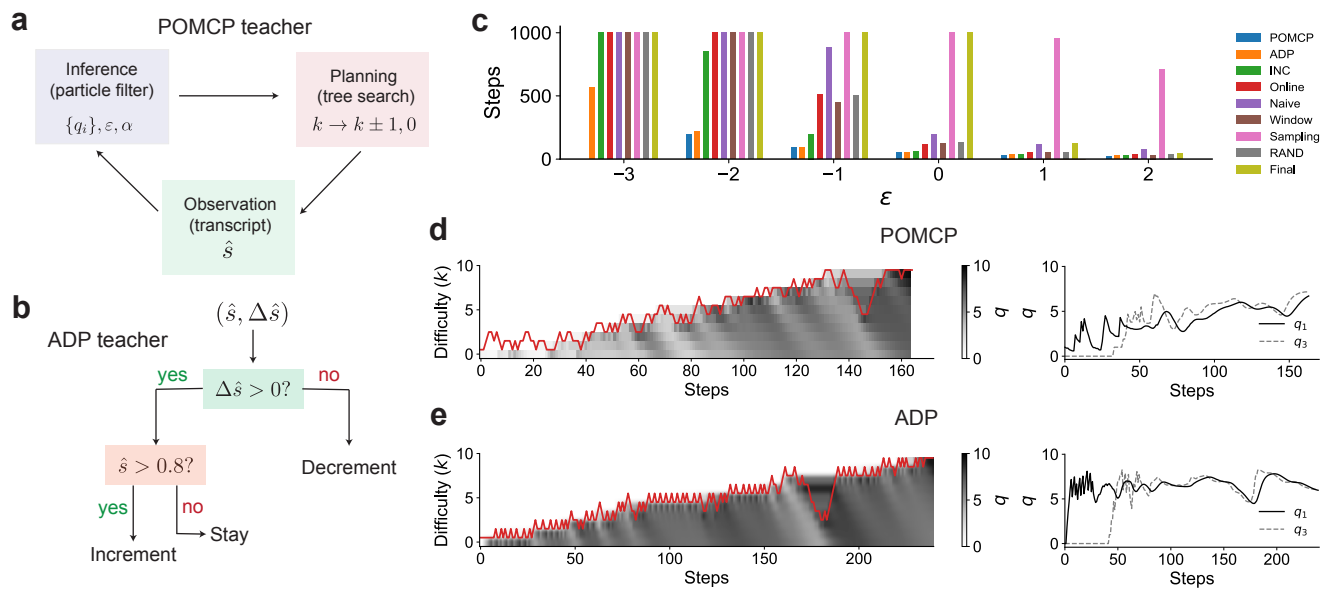 a
POMCP teacher
Inference
(particle filter)
{q_i}, ε, α
Planning
(tree search)
k → k ± 1, 0
Observation
(transcript)
ŝ
b
ADP teacher
(ŝ, Δŝ)
yes
no
Δŝ > 0?
ŝ > 0.8?
Decrement
yes
no
Stay
Increment
c
Steps
1000
500
0
−3 −2 −1 0 1 2
ε
POMCP
ADP
INC
Online
Naive
Window
Sampling
RAND
Final
d
POMCP
Difficulty (k)
10
5
0
0 20 40 60 80 100 120 140 160
Steps
10
5
0
q
q
10
5
0
0 50 100 150
Steps
q₁
q₃
e
ADP
Difficulty (k)
10
5
0
0 50 100 150 200
Steps
10
5
0
q
q
10
5
0
0 50 100 150 200
Steps
q₁
q₃